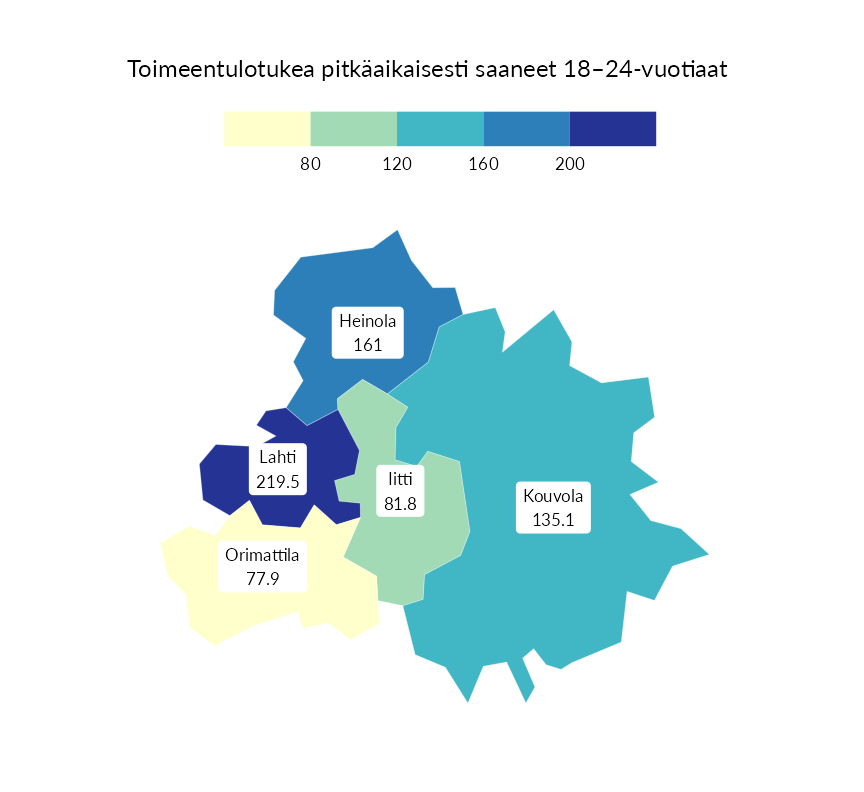 Toimeentulotukea pitkäaikaisesti saaneet 18–24-vuotiaat
80 120 160 200
Heinola
161
Lahti
219.5
Iitti
81.8
Kouvola
135.1
Orimattila
77.9